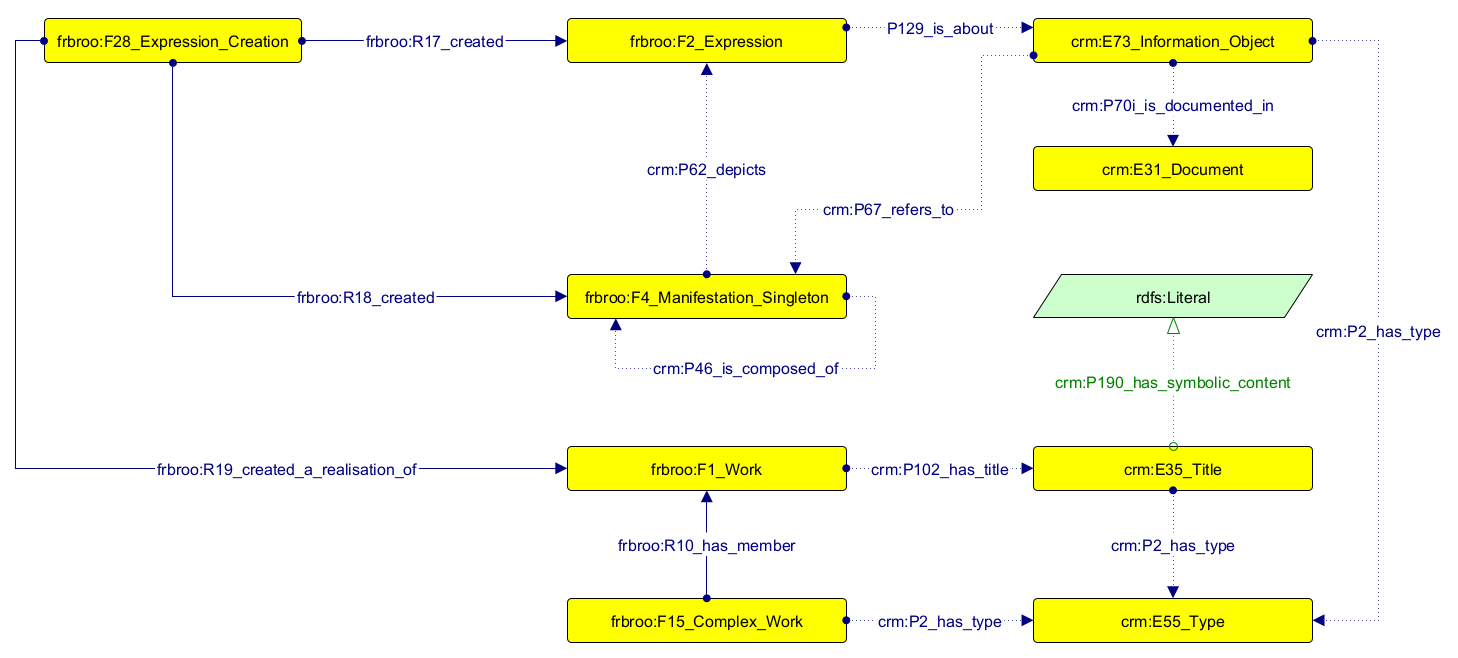 frbroo:F28_Expression_Creation
frbroo:R17_created
frbroo:F2_Expression
P129_is_about
crm:E73_Information_Object
crm:P70i_is_documented_in
crm:P62_depicts
crm:E31_Document
crm:P67_refers_to
frbroo:R18_created
frbroo:F4_Manifestation_Singleton
rdfs:Literal
crm:P2_has_type
crm:P46_is_composed_of
crm:P190_has_symbolic_content
frbroo:R19_created_a_realisation_of
frbroo:F1_Work
crm:P102_has_title
crm:E35_Title
frbroo:R10_has_member
crm:P2_has_type
frbroo:F15_Complex_Work
crm:P2_has_type
crm:E55_Type